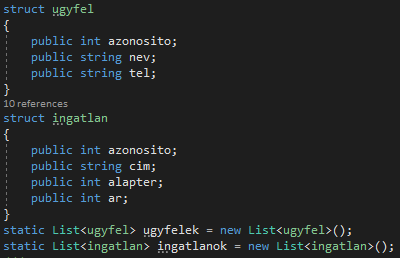 struct ugyfel
{
public int azonosito;
public string nev;
public string tel;
}
10 references
struct ingatlan
{
public int azonosito;
public string cim;
public int alapter;
public int ar;
}
static List<ugyfel> ugyfelek = new List<ugyfel>();
static List<ingatlan> ingatlanok = new List<ingatlan>();